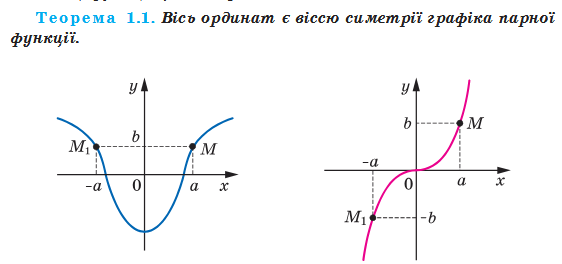 Теорема 1.1. Вісь ординат є віссю симетрії графіка парної
функції.
y
b
M₁
M
-a
0
a
x
y
b
M
-a
0
a
x
M₁
-b